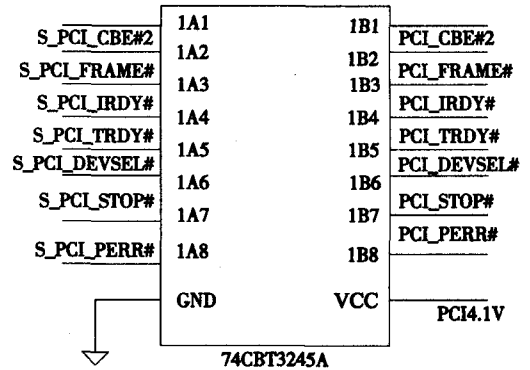 1A1 1B1
S_PCI_CBE#2 PCI_CBE#2
1A2 1B2
S_PCI_FRAME# PCI_FRAME#
1A3 1B3
S_PCI_IRDY# PCI_IRDY#
1A4 1B4
S_PCI_TRDY# PCI_TRDY#
1A5 1B5
S_PCI_DEVSEL# PCI_DEVSEL#
1A6 1B6
S_PCI_STOP# PCI_STOP#
1A7 1B7
S_PCI_PERR# PCI_PERR#
1A8 1B8
GND VCC
PCI4.1V
74CBT3245A